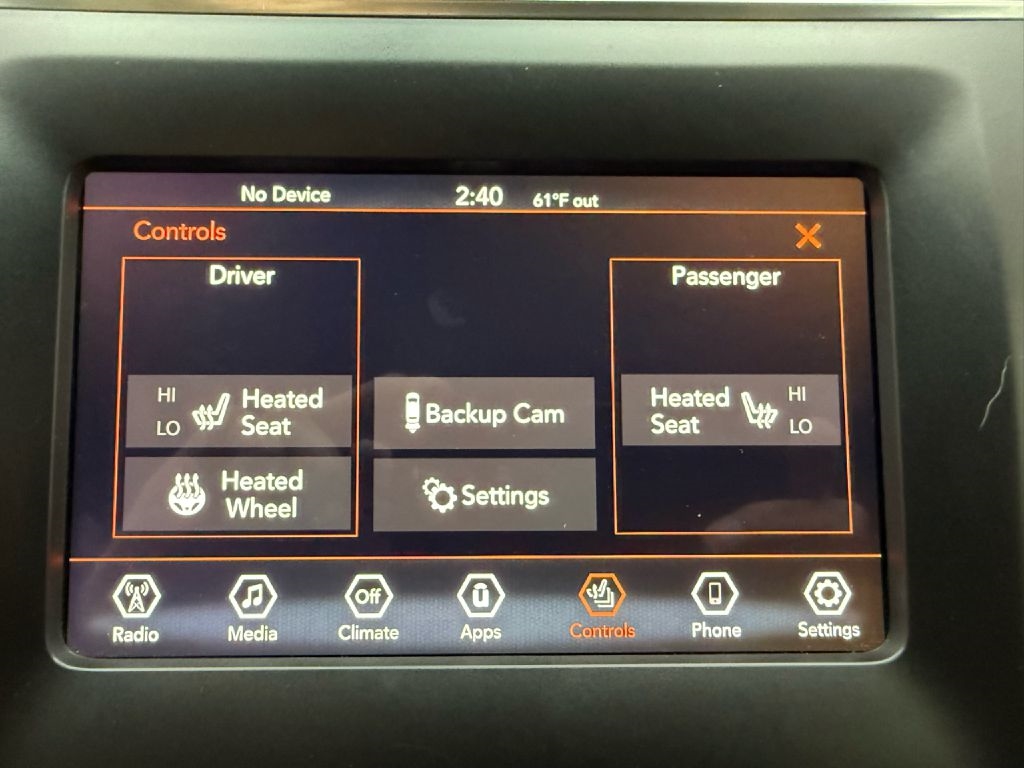 No Device 2:40 61°F out
Controls
Driver
Passenger
HI
LO
Heated
Seat
Backup Cam
Heated
Seat
HI
LO
Heated
Wheel
Settings
Radio
Media
Off
Climate
Apps
Controls
Phone
Settings